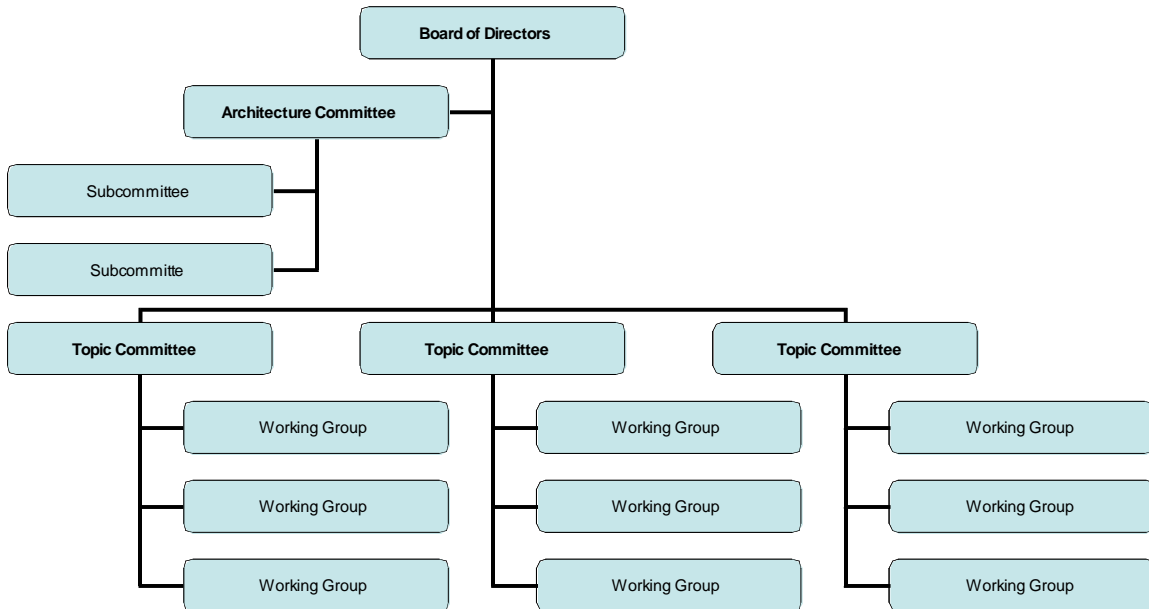 Board of Directors
Architecture Committee
Subcommittee
Subcommitte
Topic Committee
Topic Committee
Topic Committee
Working Group
Working Group
Working Group
Working Group
Working Group
Working Group
Working Group
Working Group
Working Group